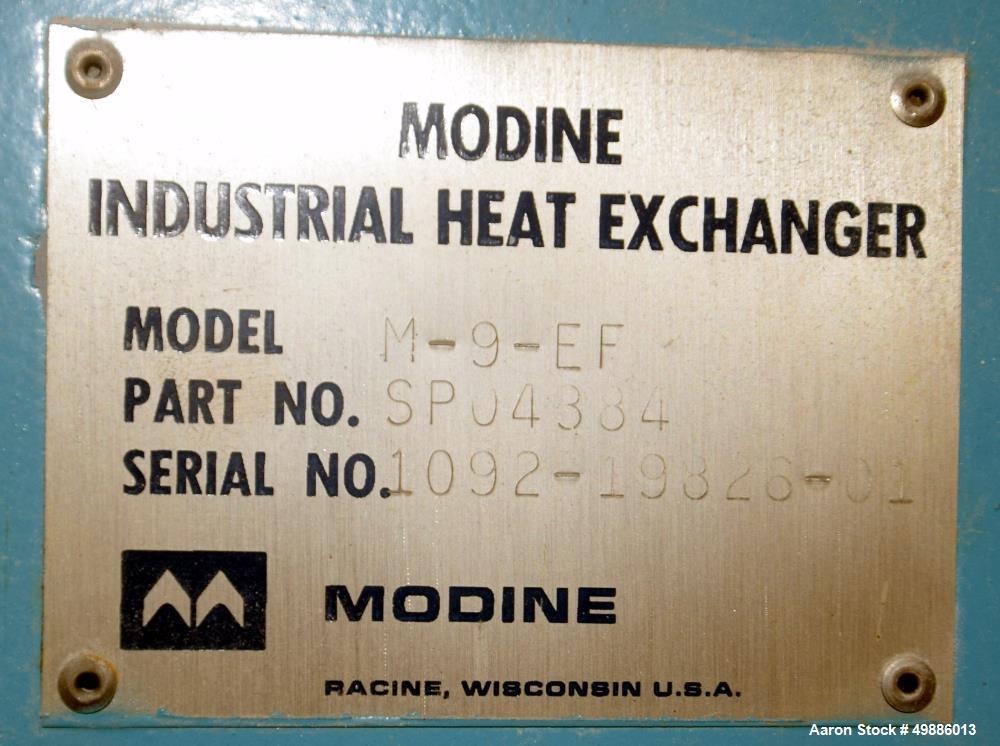 MODINE
INDUSTRIAL HEAT EXCHANGER
MODEL M-9-EF
PART NO. SP04384
SERIAL NO. 1092-19826-01
MODINE
RACINE, WISCONSIN U.S.A.
Aaron Stock # 49886013